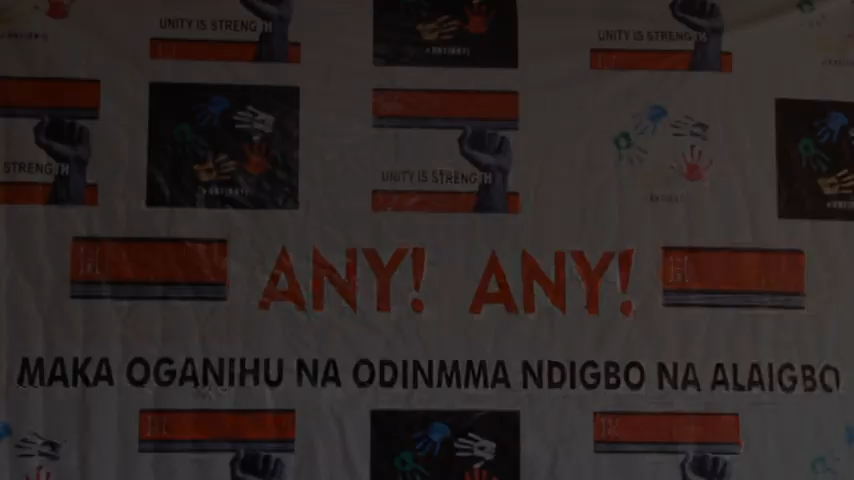 UNITY IS STRENGTH
UNITY IS STRENGTH
STRENGTH
UNITY IS STRENGTH
ANY! ANY!
MAKA OGANIHU NA ODINMMA NDIGBO NA ALAIGBO